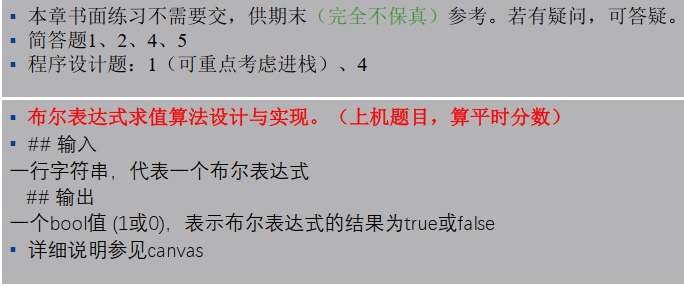 ▪ 本章书面练习不需要交，供期末（完全不保真）参考。若有疑问，可答疑。
▪ 简答题1、2、4、5
▪ 程序设计题：1（可重点考虑进栈）、4
▪ 布尔表达式求值算法设计与实现。（上机题目，算平时分数）
▪ ## 输入
一行字符串，代表一个布尔表达式
## 输出
一个bool值 (1或0)，表示布尔表达式的结果为true或false
▪ 详细说明参见canvas